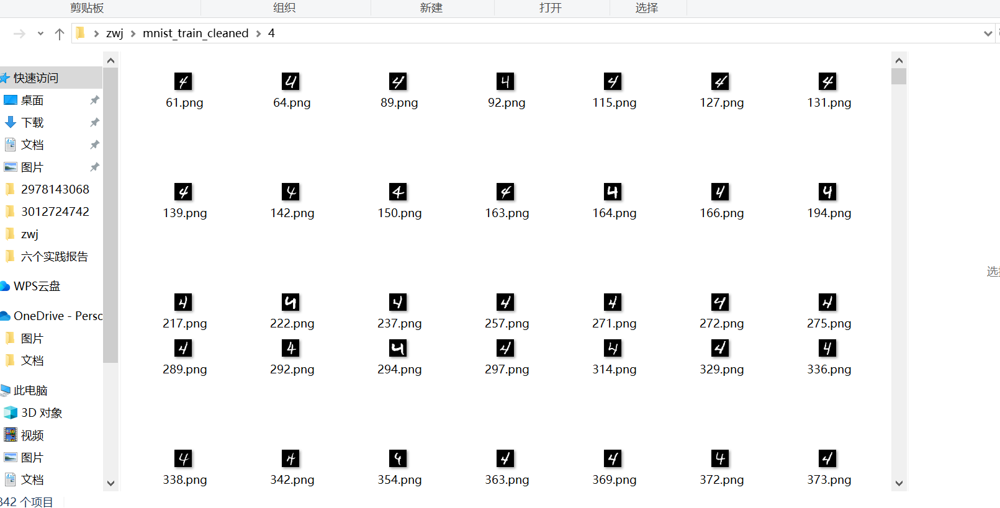 剪贴板 组织 新建 打开 选择
zwj mnist_train_cleaned 4
快速访问
桌面
下载
文档
图片
2978143068
3012724742
zwj
六个实践报告
WPS云盘
OneDrive - Perso
图片
文档
此电脑
3D 对象
视频
图片
文档
4 4 4 4 4 4 4
61.png 64.png 89.png 92.png 115.png 127.png 131.png
4 4 4 4 4 4 4
139.png 142.png 150.png 163.png 164.png 166.png 194.png
4 4 4 4 4 4 4
217.png 222.png 237.png 257.png 271.png 272.png 275.png
4 4 4 4 4 4 4
289.png 292.png 294.png 297.png 314.png 329.png 336.png
4 4 4 4 4 4 4
338.png 342.png 354.png 363.png 369.png 372.png 373.png
342 个项目